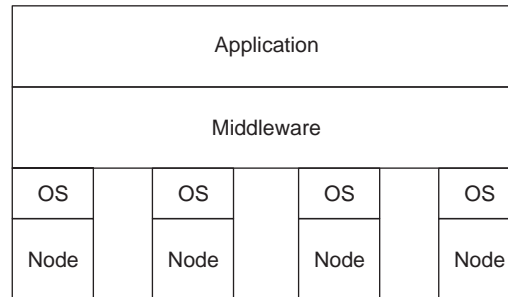 Application
Middleware
OS OS OS OS
Node Node Node Node